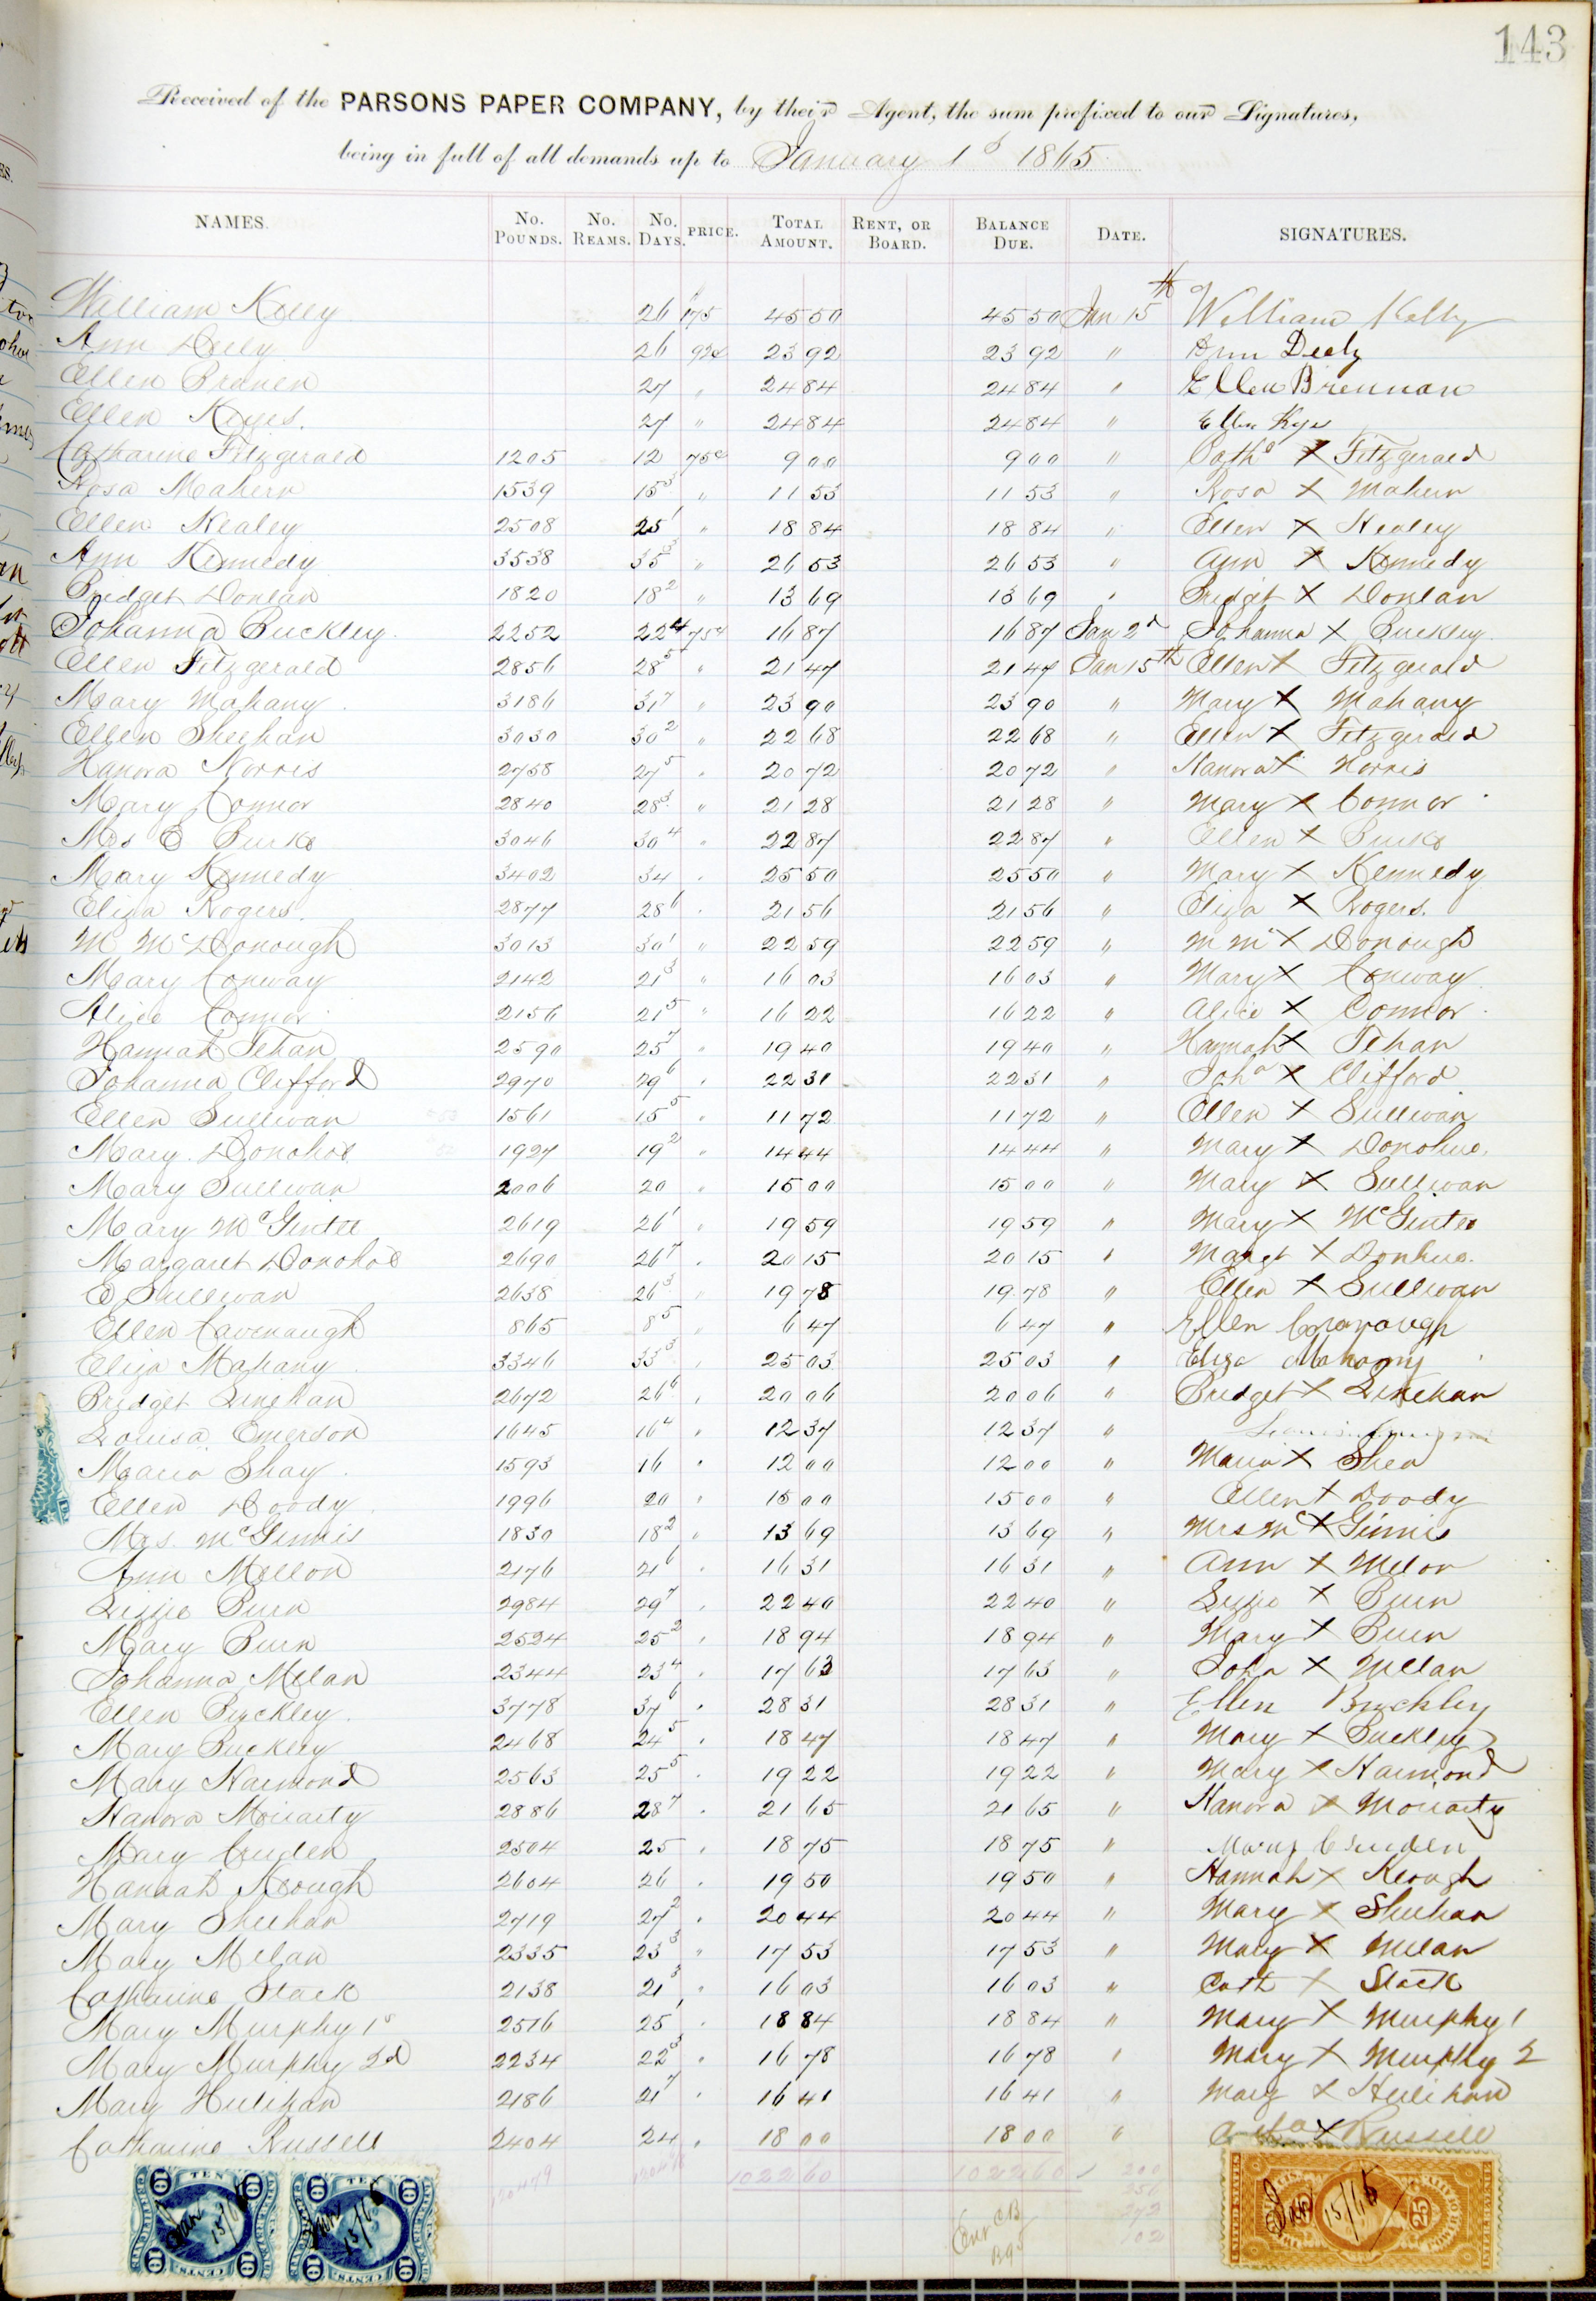 143
Received of the PARSONS PAPER COMPANY, by their Agent, the sum prefixed to our Signatures,
being in full of all demands up to January 1s 1865
NAMES. No. Pounds. No. Reams. No. Days. PRICE. Total Amount. Rent, or Board. Balance Due. Date. SIGNATURES.
William Kelly 26 175 45 50 45 50 Jan 15th William Kelly
Ann Deely 26 92c 23 92 23 92 " Ann Deely
Ellen Branen 27 " 24 84 24 84 " Ellen Brennan
Ellen Keyes. 27 " 24 84 24 84 " Ellen Kyes
Catharine Fitzgerald 1205 12 75c 9 00 9 00 " Cath X Fitzgerald
Rosa Mahern 1539 15 3 " 11 53 11 53 " Rosa X Mahern
Ellen Healey 2508 25 1 " 18 84 18 84 " Ellen X Healey
Ann Kennedy 3538 35 3 " 26 53 26 53 " Ann X Kennedy
Bridget Donlan 1820 18 2 " 13 69 13 69 " Bridget X Donlan
Johanna Buckley 2252 22 4 75c 16 87 16 87 Jan 2d Johanna X Buckley
Ellen Fitzgerald 2856 28 5 " 21 47 21 47 Jan 15th Ellen X Fitzgerald
Mary Mahany 3186 31 7 " 23 90 23 90 " Mary X Mahany
Ellen Sheehan 3030 30 2 " 22 68 22 68 " Ellen X Fitzgerald
Hanora Norris 2758 27 5 " 20 72 20 72 " Hanora X Norris
Mary Connor 2840 28 3 " 21 28 21 28 " Mary X Connor
Mrs E Burke 3046 30 4 " 22 87 22 87 " Ellen X Burke
Mary Kennedy 3402 34 " 25 50 25 50 " Mary X Kennedy
Eliza Rogers. 2877 28 6 " 21 56 21 56 " Eliza X Rogers.
M McDonough 3013 30 1 " 22 59 22 59 " M Mc X Donough
Mary Conway 2142 21 3 " 16 03 16 03 " Mary X Conway
Alice Connor 2156 21 5 " 16 22 16 22 " Alice X Connor
Hannah Tehan 2590 25 7 " 19 40 19 40 " Hannah X Tehan
Johanna Clifford 2970 29 6 " 22 31 22 31 " Joha X Clifford
Ellen Sullivan 1561 15 5 " 11 72 11 72 " Ellen X Sullivan
Mary Donohoe 1927 19 2 " 14 44 14 44 " Mary X Donohue.
Mary Sullivan 2006 20 " 15 00 15 00 " Mary X Sullivan
Mary McGintee 2619 26 1 " 19 59 19 59 " Mary X McGintee
Margaret Donohoe 2690 26 7 " 20 15 20 15 " Margt X Donhue.
E Sullivan 2638 26 3 " 19 78 19 78 " Ellen X Sullivan
Ellen Cavenaugh 865 8 5 " 6 47 6 47 " Ellen
Eliza Mahany 3346 33 3 " 25 03 25 03 " Eliza Mahany
Bridget Linehan 2672 26 6 " 20 06 20 06 " Bridget X Linehan
Louisa Emerson 1645 16 4 " 12 37 12 37 "
Maria Shay 1593 16 " 12 00 12 00 " Maria X Shea
Ellen Doody 1996 20 " 15 00 15 00 " Ellen X Doody
Mrs. McGinnis 1830 18 2 " 13 69 13 69 " Mrs Mc X Ginnis
Ann Mellon 2176 21 6 " 16 31 16 31 " Ann X Melon
Lizzie Burn 2984 29 7 " 22 40 22 40 " Lizzie X Burn
Mary Burn 2524 25 2 " 18 94 18 94 " Mary X Burn
Johanna Melan 2344 23 4 " 17 63 17 63 " Joha X Mellan
Ellen Buckley 3778 37 6 " 28 31 28 31 " Ellen Buckley
Mary Buckley 2468 24 5 " 18 47 18 47 " Mary X Buckley
Mary Harmond 2563 25 5 " 19 22 19 22 " Mary X Harmond
Hanora Moriarty 2886 28 7 " 21 65 21 65 " Hanora X Moriarty
Mary Cruden 2504 25 " 18 75 18 75 " Mary Cruden
Hannah Keough 2604 26 " 19 50 19 50 " Hannah X Keough
Mary Sheehan 2719 27 2 " 20 44 20 44 " Mary X Sheehan
Mary Melan 2335 23 3 " 17 53 17 53 " Mary X Melan
Catharine Stack 2138 21 3 " 16 03 16 03 " Cath X Stack
Mary Murphy 1s 2516 25 1 " 18 84 18 84 " Mary X Murphy 1
Mary Murphy 2d 2234 22 3 " 16 78 16 78 " Mary X Murphy 2
Mary Hulihan 2186 21 7 " 16 41 16 41 " Mary X Hulihan
Catharine Russell 2404 24 " 18 00 18 00 " X Russell
1022 60 1022 60
TEN 10 CENTS Jan 15/65
TEN 10 CENTS Jan 15/65
25 Jan 15/65